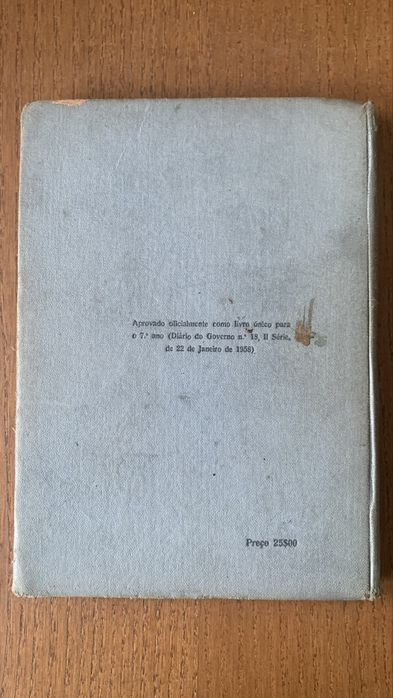 Aprovado oficialmente como livro único para
o 7.º ano (Diário do Governo n.º 18, II Série,
de 22 de Janeiro de 1958)
Preço 25$00